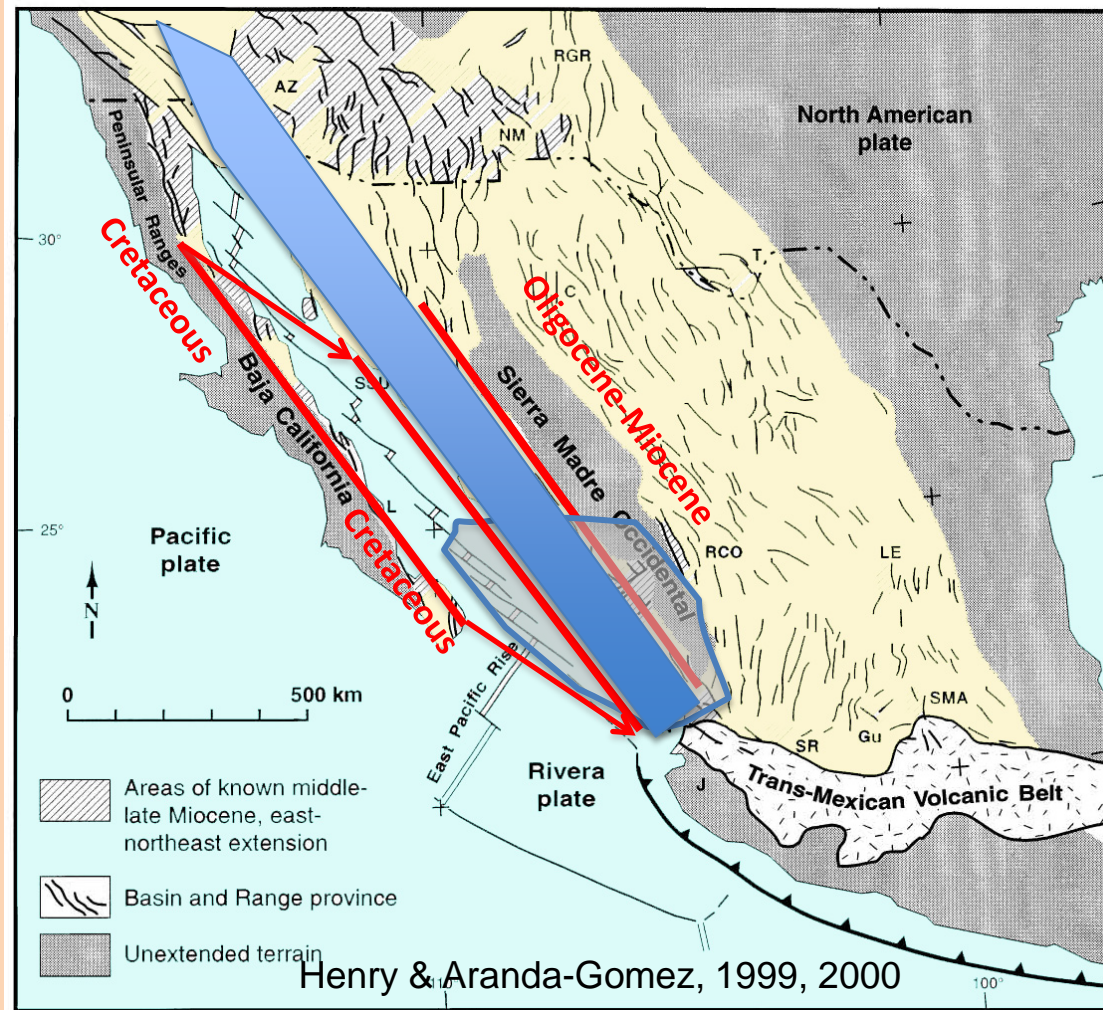 RGR
AZ
NM
North American
plate
Peninsular Ranges
30°
Cretaceous
T
C
Oligocene-Miocene
Baja California
Cretaceous
Sierra Madre Occidental
25°
L
Pacific
plate
RCO
LE
N
0 500 km
East Pacific Rise
Rivera
plate
SMA
Gu
SR
J
Trans-Mexican Volcanic Belt
Areas of known middle-
late Miocene, east-
northeast extension
Basin and Range province
Unextended terrain
Henry & Aranda-Gomez, 1999, 2000
110°
100°